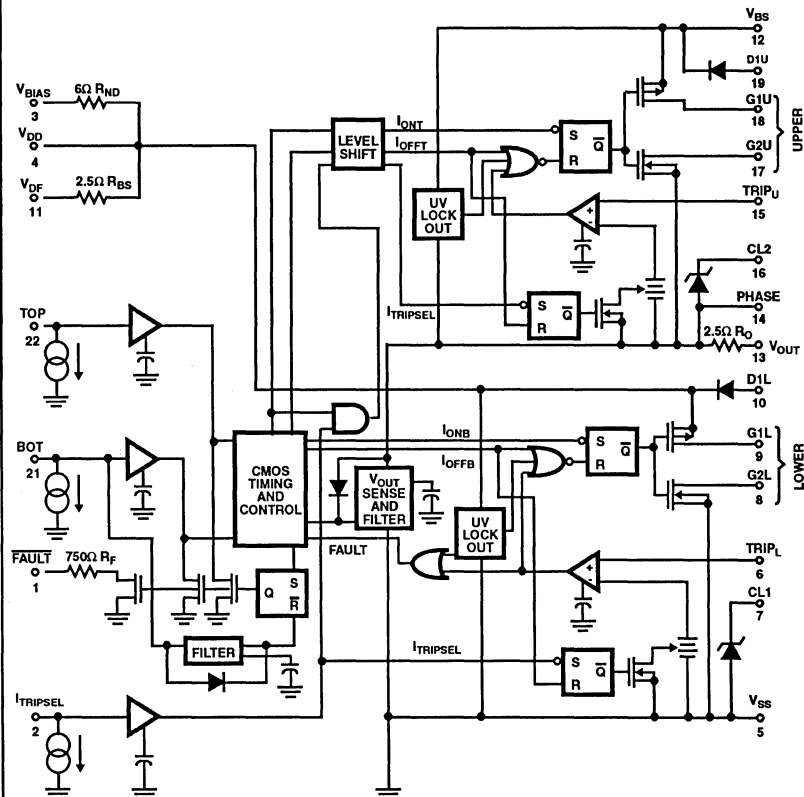 VBS
12
D1U
19
G1U
18
G2U
17
UPPER
TRIPU
15
CL2
16
PHASE
14
2.5Ω RO
VOUT
13
VBIAS
3
6Ω RND
VDD
4
VDF
11
2.5Ω RBS
LEVEL
SHIFT
IONT
IOFFT
S
R
Q̅
UV
LOCK
OUT
+
-
ITRIPSEL
S
R
Q̅
TOP
22
BOT
21
FAULT̅
1
750Ω RF
CMOS
TIMING
AND
CONTROL
IONB
IOFFB
VOUT
SENSE
AND
FILTER
FAULT
S
R
Q̅
UV
LOCK
OUT
D1L
10
G1L
9
G2L
8
LOWER
TRIPL
6
+
-
CL1
7
Q
S
R̅
FILTER
ITRIPSEL
S
R
Q̅
ITRIPSEL
2
VSS
5